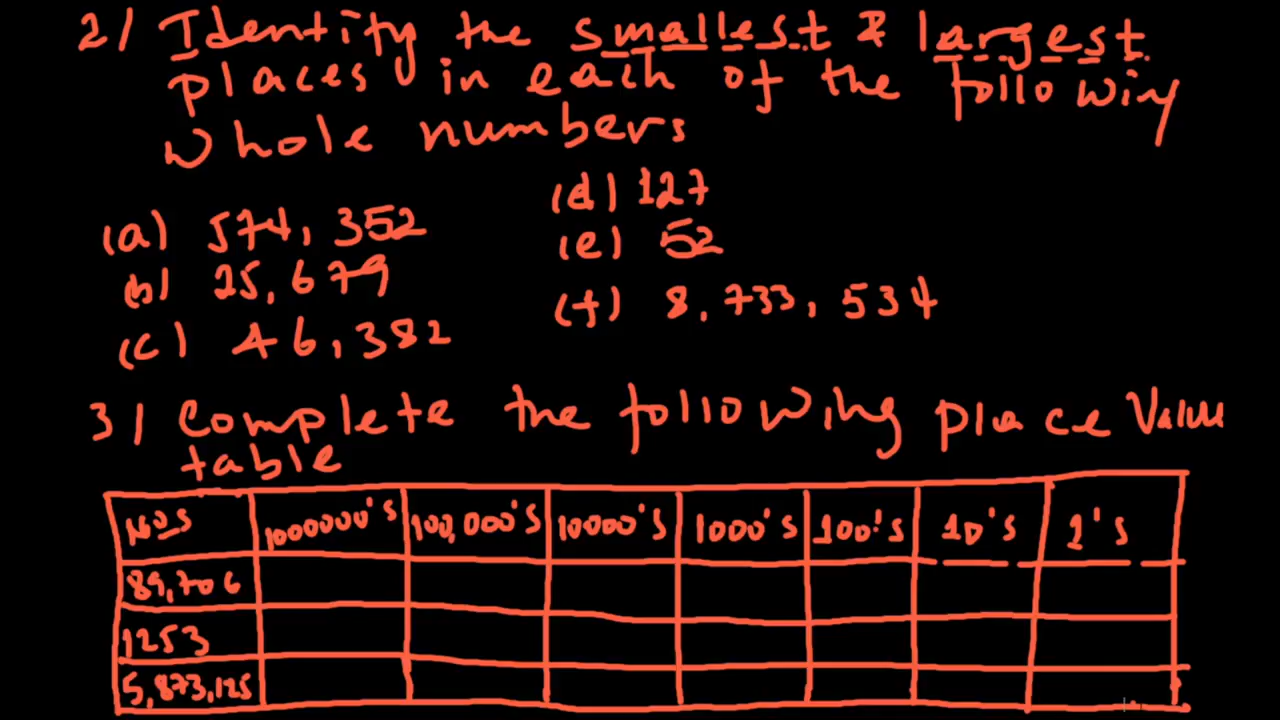 2) Identity the smallest & largest
places in each of the following
whole numbers
(a) 574, 352
(b) 25, 679
(c) 46, 382
(d) 127
(e) 52
(f) 8, 733, 534
3) Complete the following place Value
table
NOS 1000000'S 100,000'S 10000'S 1000'S 100'S 10'S 1'S
89,706
1253
5,873,125